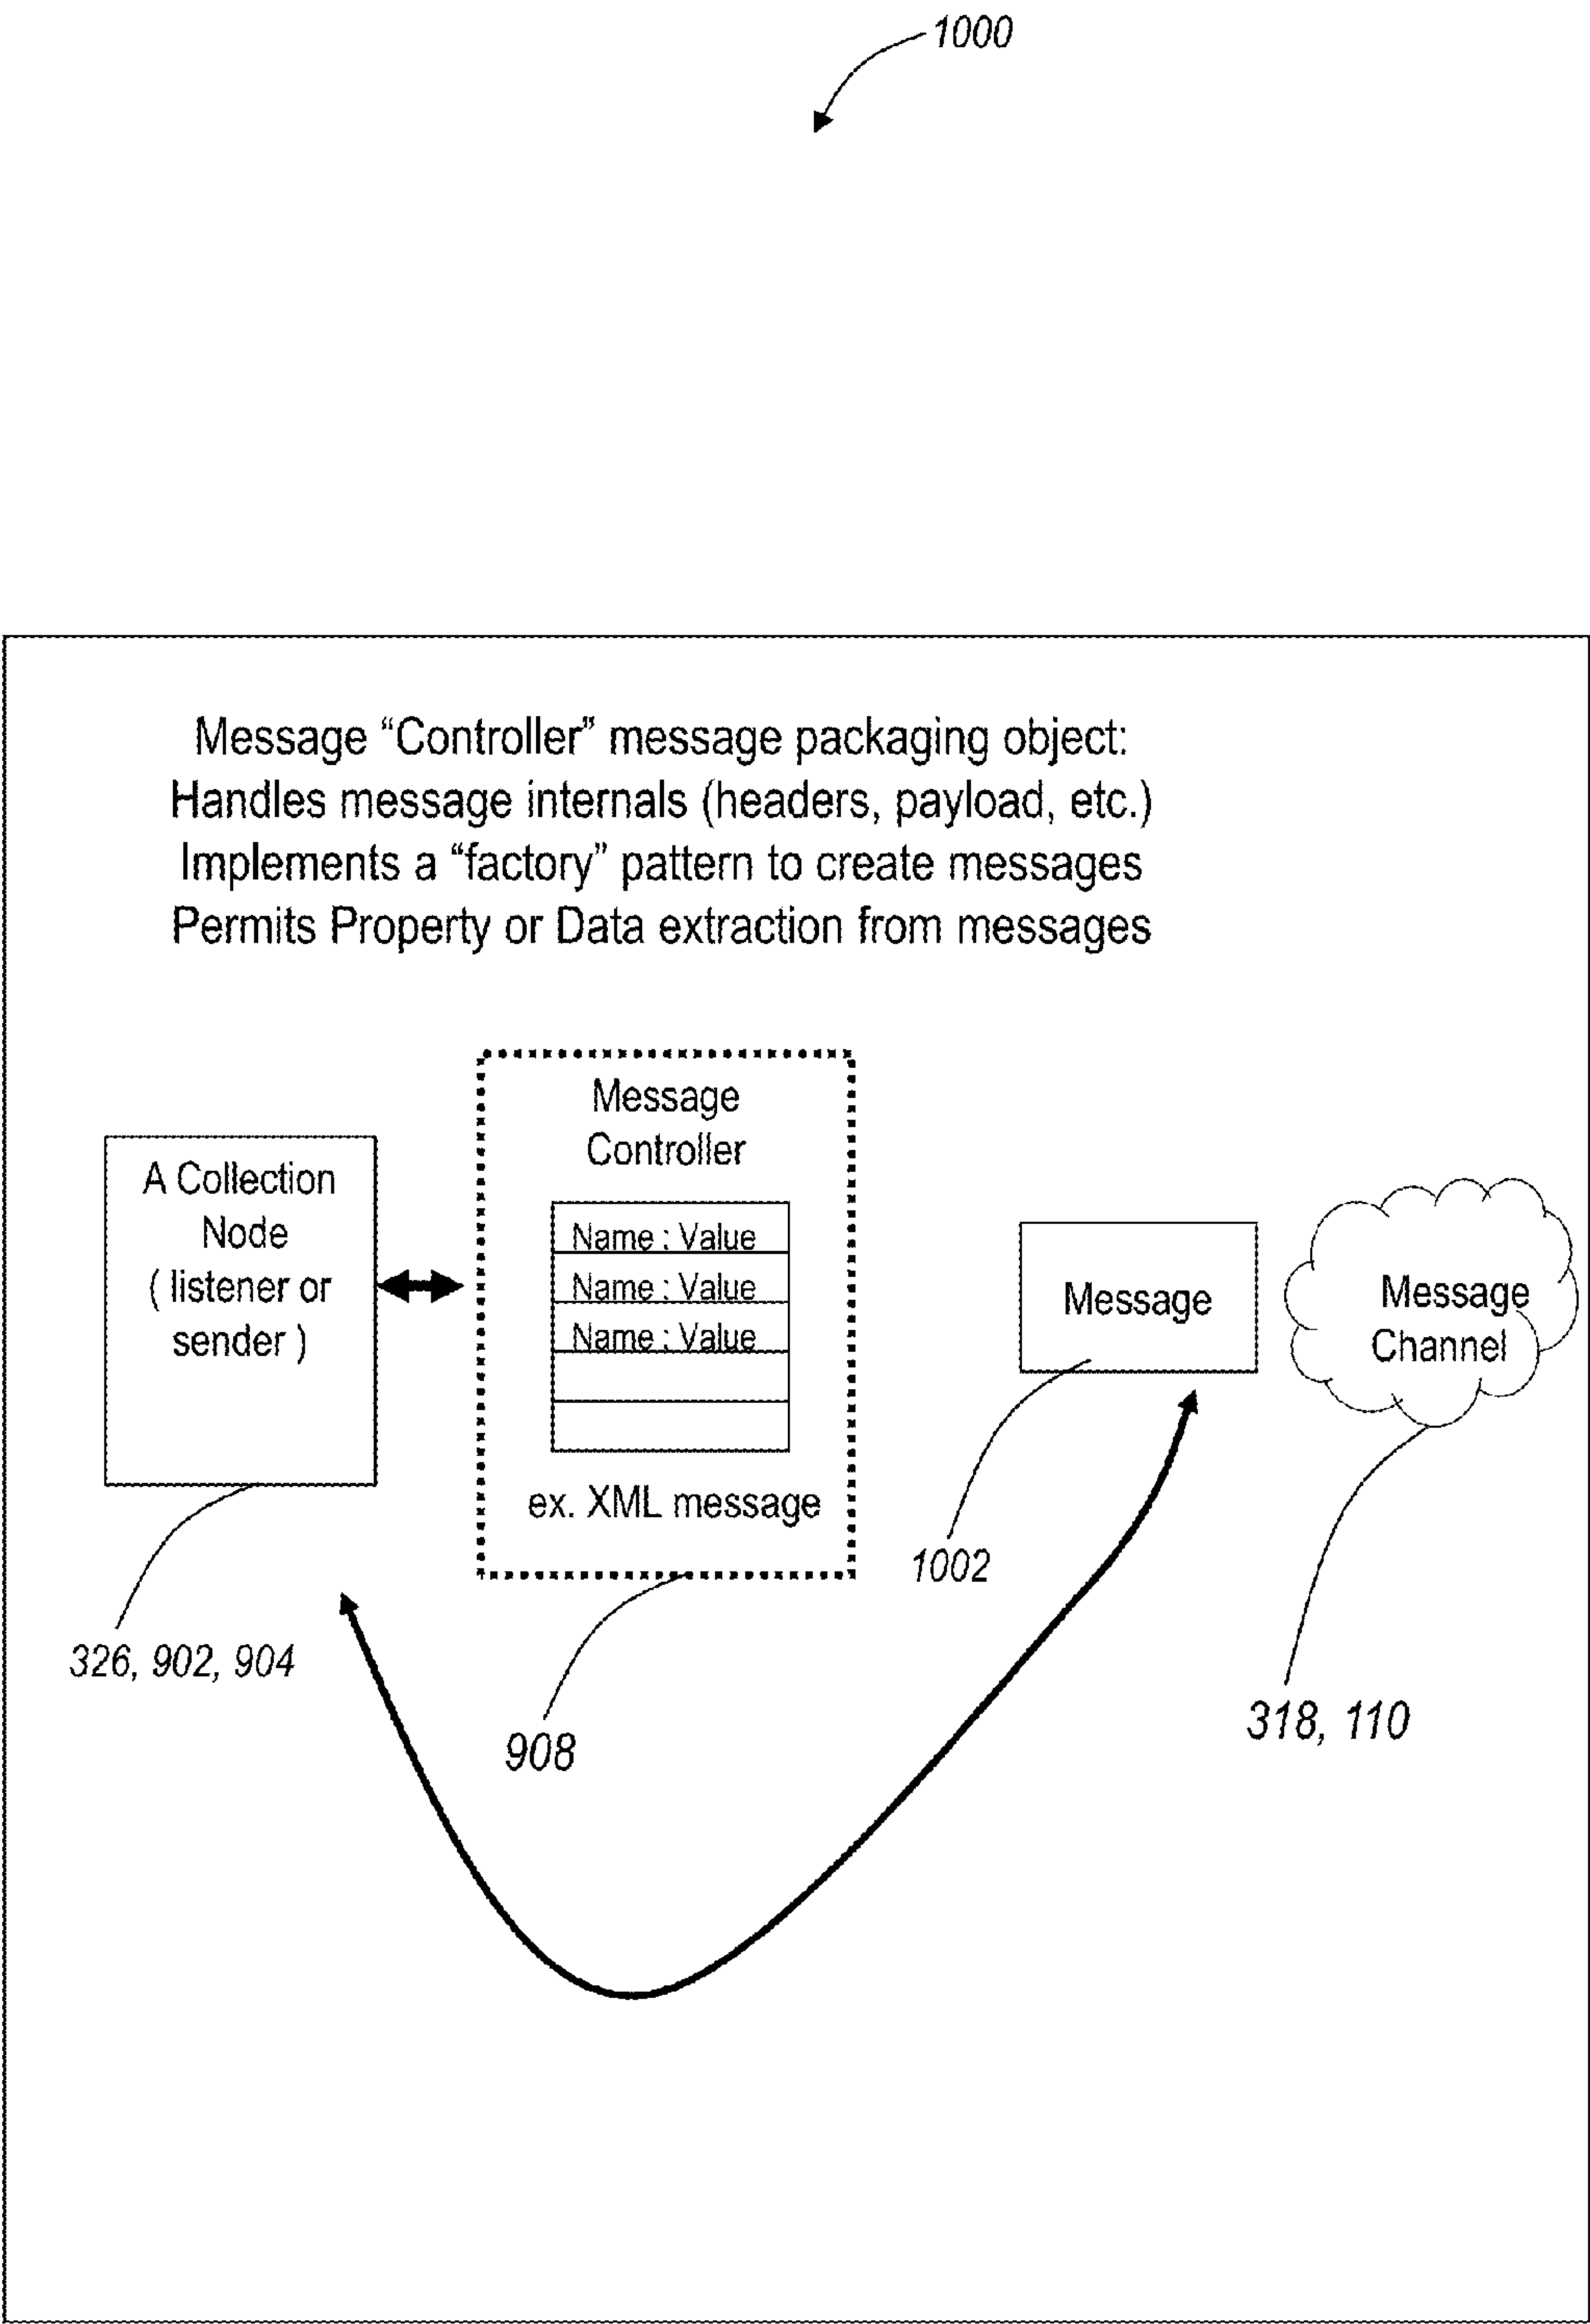 1000
Message “Controller” message packaging object:
Handles message internals (headers, payload, etc.)
Implements a “factory” pattern to create messages
Permits Property or Data extraction from messages
A Collection
Node
( listener or
sender )
326, 902, 904
Message
Controller
Name : Value
Name : Value
Name : Value
ex. XML message
908
Message
1002
Message
Channel
318, 110